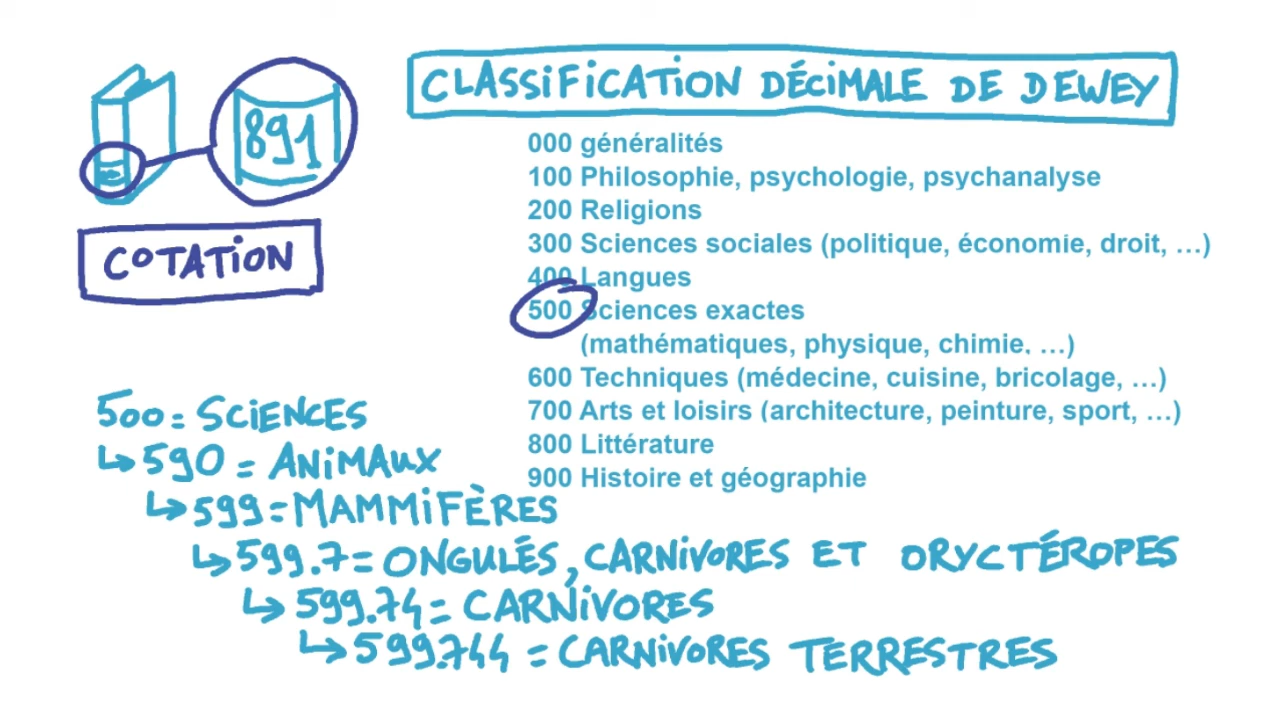 891
COTATION
CLASSIFICATION DÉCIMALE DE DEWEY
000 généralités
100 Philosophie, psychologie, psychanalyse
200 Religions
300 Sciences sociales (politique, économie, droit, …)
400 Langues
500 Sciences exactes
(mathématiques, physique, chimie, …)
600 Techniques (médecine, cuisine, bricolage, …)
700 Arts et loisirs (architecture, peinture, sport, …)
800 Littérature
900 Histoire et géographie
500 = SCIENCES
↳ 590 = ANIMAUX
↳ 599 = MAMMIFÈRES
↳ 599.7 = ONGULÉS, CARNIVORES ET ORYCTÉROPES
↳ 599.74 = CARNIVORES
↳ 599.744 = CARNIVORES TERRESTRES